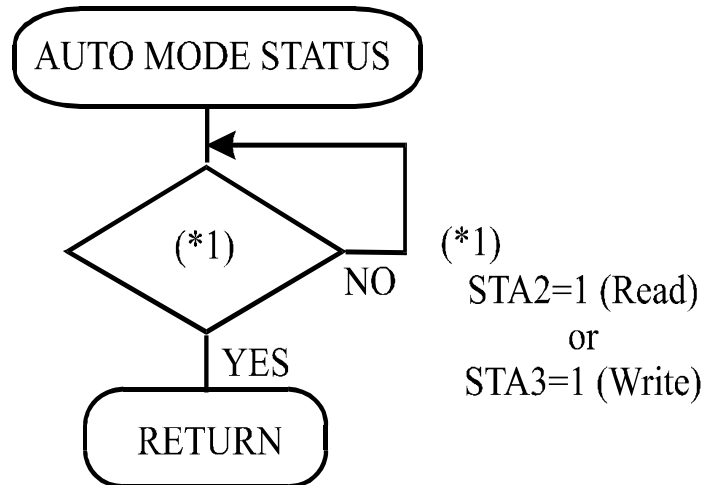 AUTO MODE STATUS
(*1)
NO
YES
RETURN
(*1)
STA2=1 (Read)
or
STA3=1 (Write)